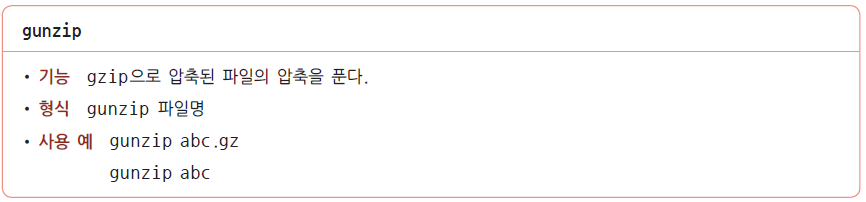 gunzip
• 기능 gzip으로 압축된 파일의 압축을 푼다.
• 형식 gunzip 파일명
• 사용 예 gunzip abc.gz
gunzip abc